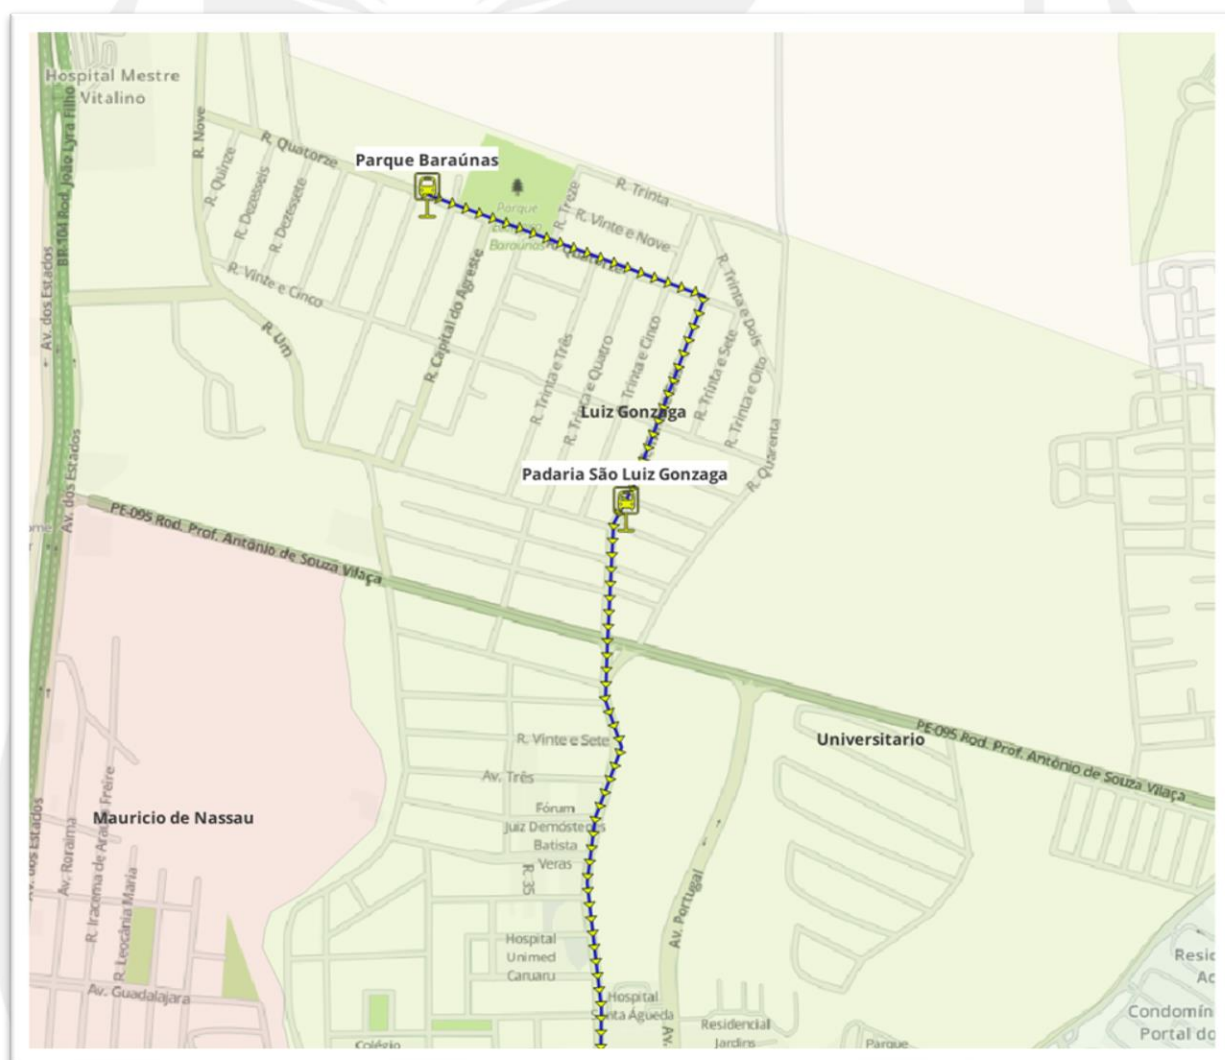 Hospital Mestre
Vitalino
BR-104 Rod. João Lyra Filho
Av. dos Estados
R. Nove
R. Quatorze
R. Quinze
R. Dezesseis
R. Dezessete
Parque Baraúnas
Parque
Baraúnas
R. Treze
R. Trinta
R. Vinte e Nove
Quatorze
R. Trinta e Dois
R. Vinte e Cinco
R. Um
R. Capital do Agreste
R. Trinta e Três
R. Trinta e Quatro
Trinta e Cinco
R. Trinta e Sete
R. Trinta e Oito
R. Quarenta
Luiz Gonzaga
Padaria São Luiz Gonzaga
Av. dos Estados
PE-095 Rod. Prof. Antônio de Souza Vilaça
R. Vinte e Sete
Av. Três
Universitario
PE-095 Rod. Prof. Antônio de Souza Vilaça
Mauricio de Nassau
Fórum
Juiz Demóstenes
Batista
Veras
R. 35
Av. dos Estados
Av. Roraima
R. Iracema de Araújo Freire
R. Leocânia Maria
Av. Guadalajara
Av. Portugal
Hospital
Unimed
Caruaru
Hospital
Santa Águeda
Av.
Residencial
Jardins
Colégio
Parque
Resid
Ac
Condomín
Portal do